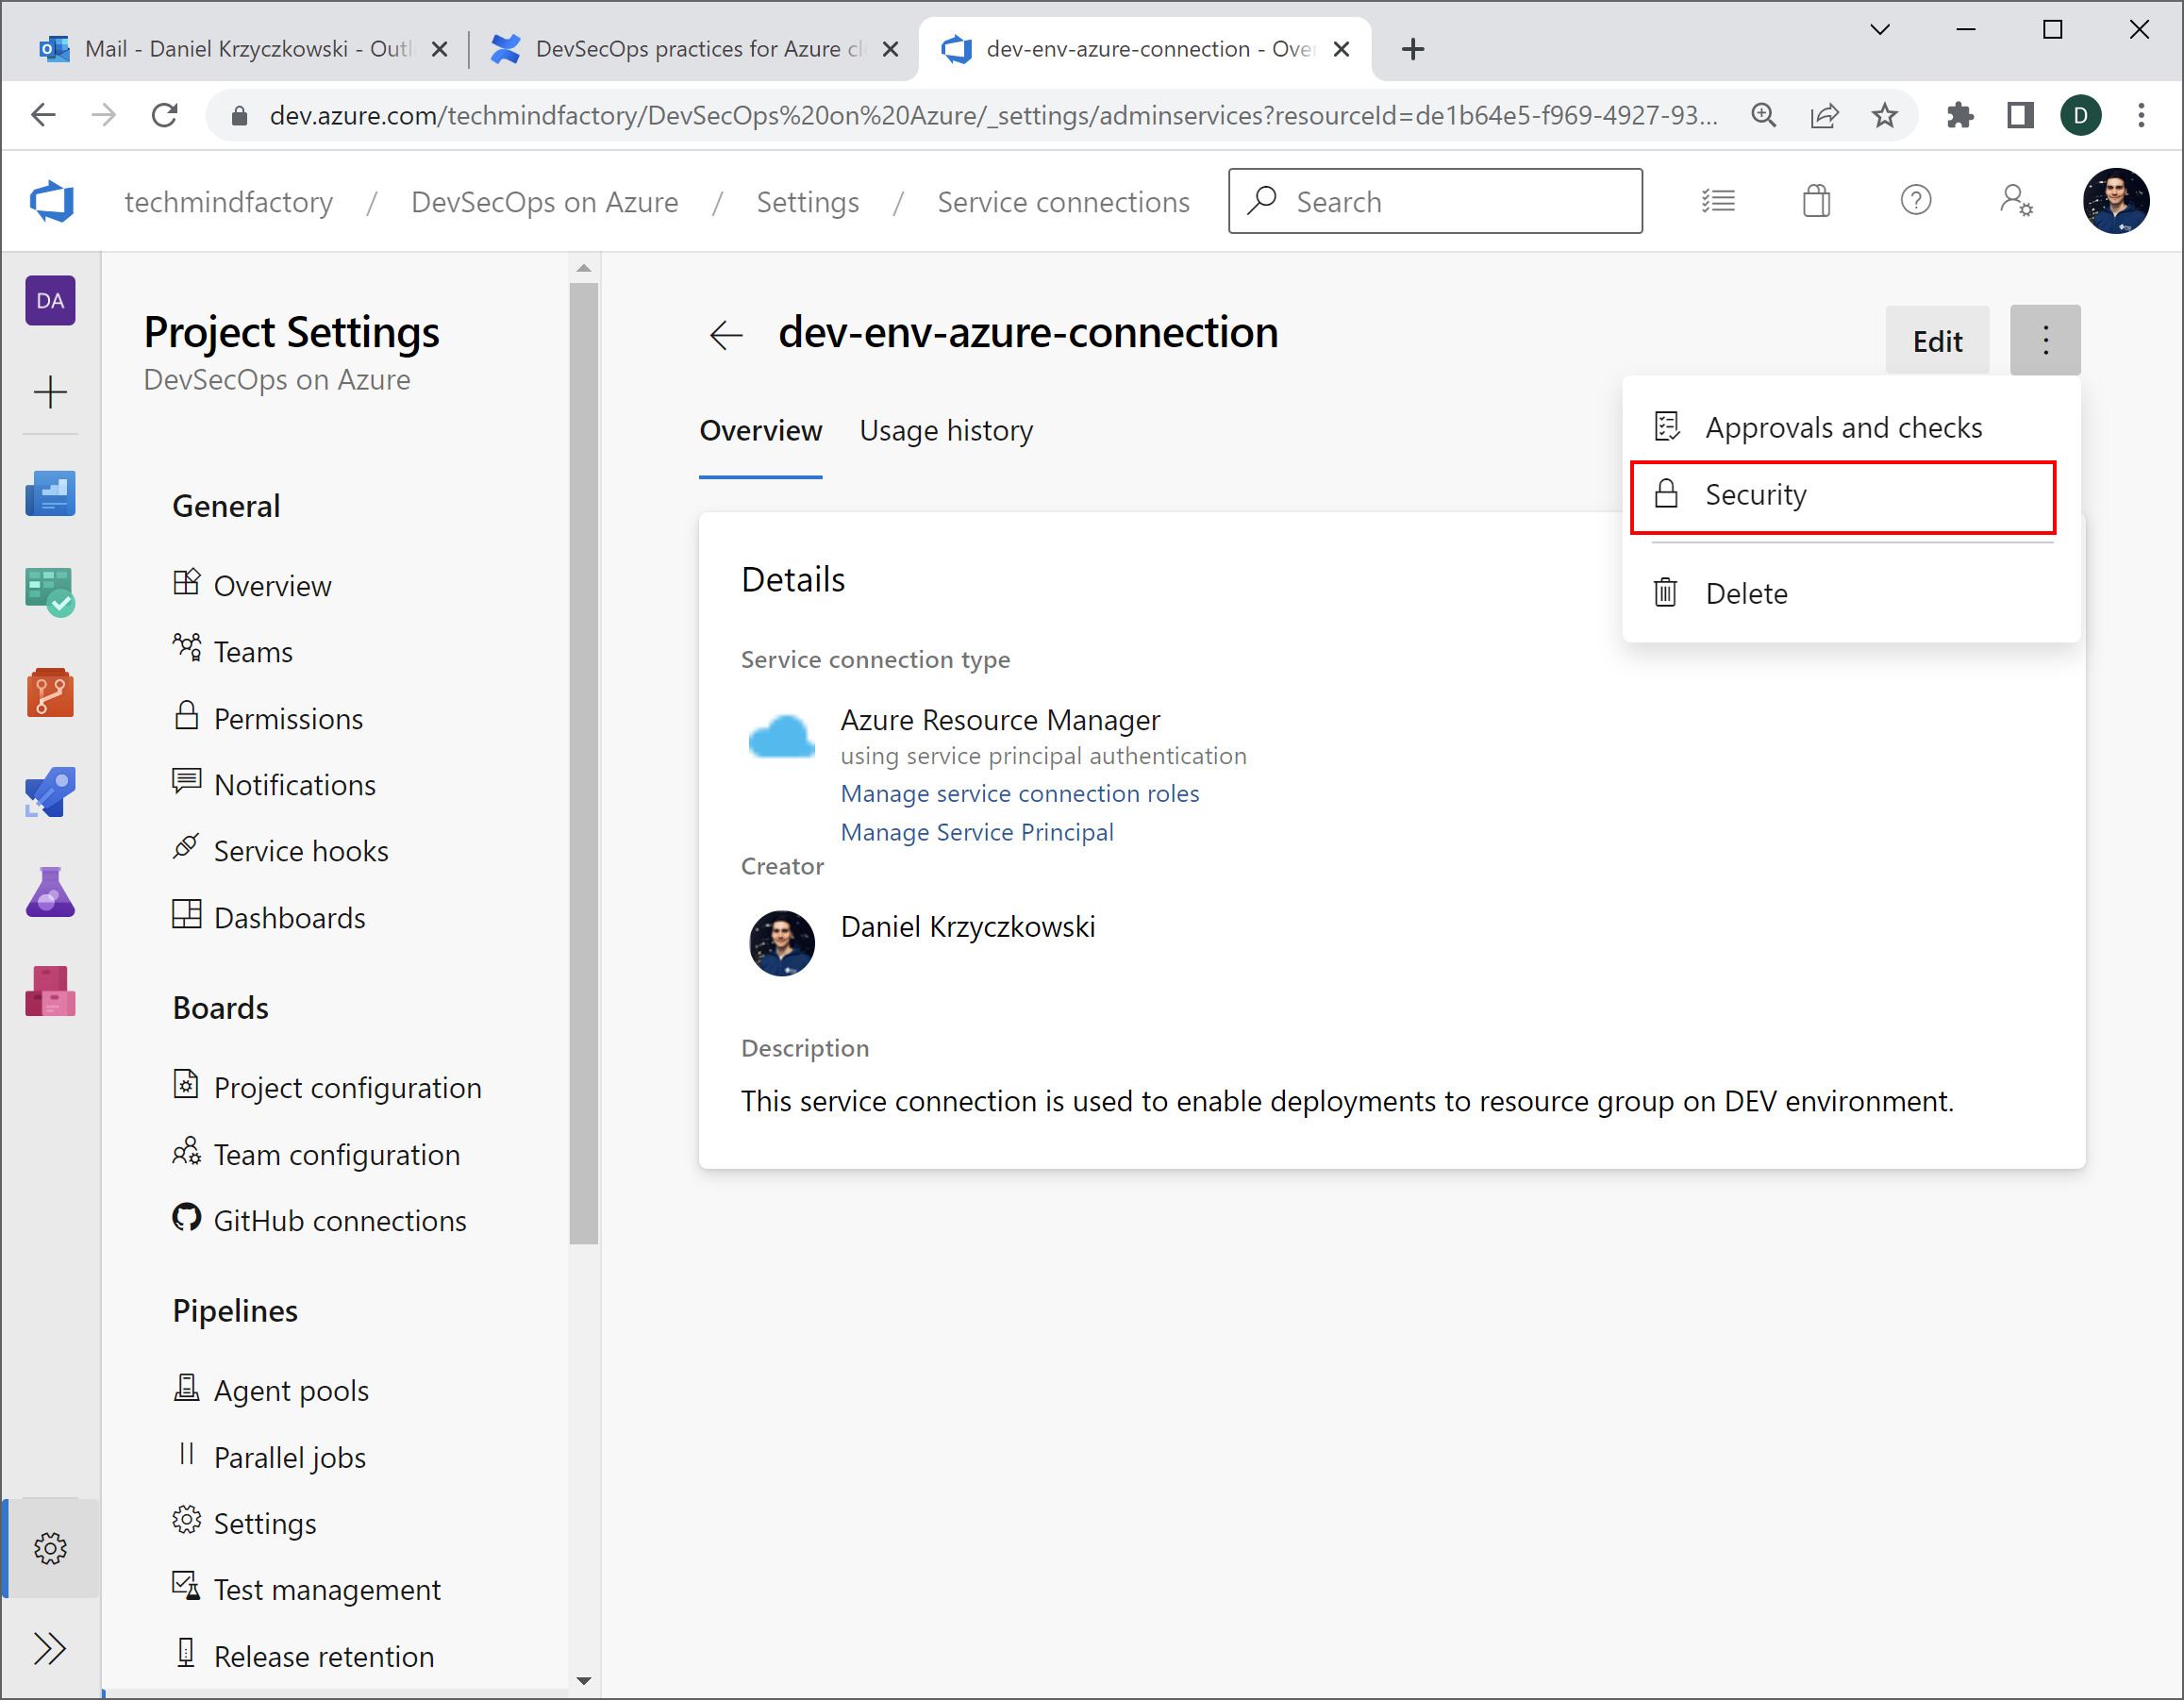 Mail - Daniel Krzyczkowski - Outl
DevSecOps practices for Azure cl
dev-env-azure-connection - Over
dev.azure.com/techmindfactory/DevSecOps%20on%20Azure/_settings/adminservices?resourceId=de1b64e5-f969-4927-93...
D
techmindfactory / DevSecOps on Azure / Settings / Service connections
Search
DA
Project Settings
DevSecOps on Azure
General
Overview
Teams
Permissions
Notifications
Service hooks
Dashboards
Boards
Project configuration
Team configuration
GitHub connections
Pipelines
Agent pools
Parallel jobs
Settings
Test management
Release retention
dev-env-azure-connection
Edit
Overview
Usage history
Approvals and checks
Security
Delete
Details
Service connection type
Azure Resource Manager
using service principal authentication
Manage service connection roles
Manage Service Principal
Creator
Daniel Krzyczkowski
Description
This service connection is used to enable deployments to resource group on DEV environment.